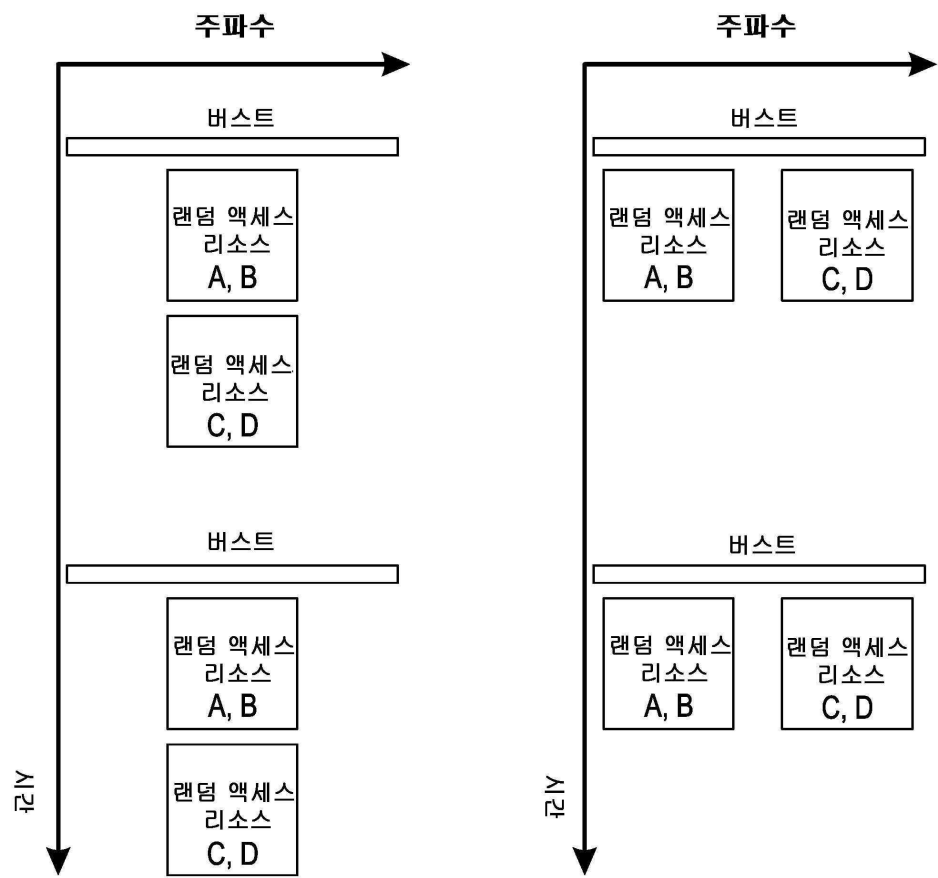 주파수
버스트
랜덤 액세스
리소스
A, B
랜덤 액세스
리소스
C, D
버스트
랜덤 액세스
리소스
A, B
랜덤 액세스
리소스
C, D
시간
주파수
버스트
랜덤 액세스
리소스
A, B
랜덤 액세스
리소스
C, D
버스트
랜덤 액세스
리소스
A, B
랜덤 액세스
리소스
C, D
시간